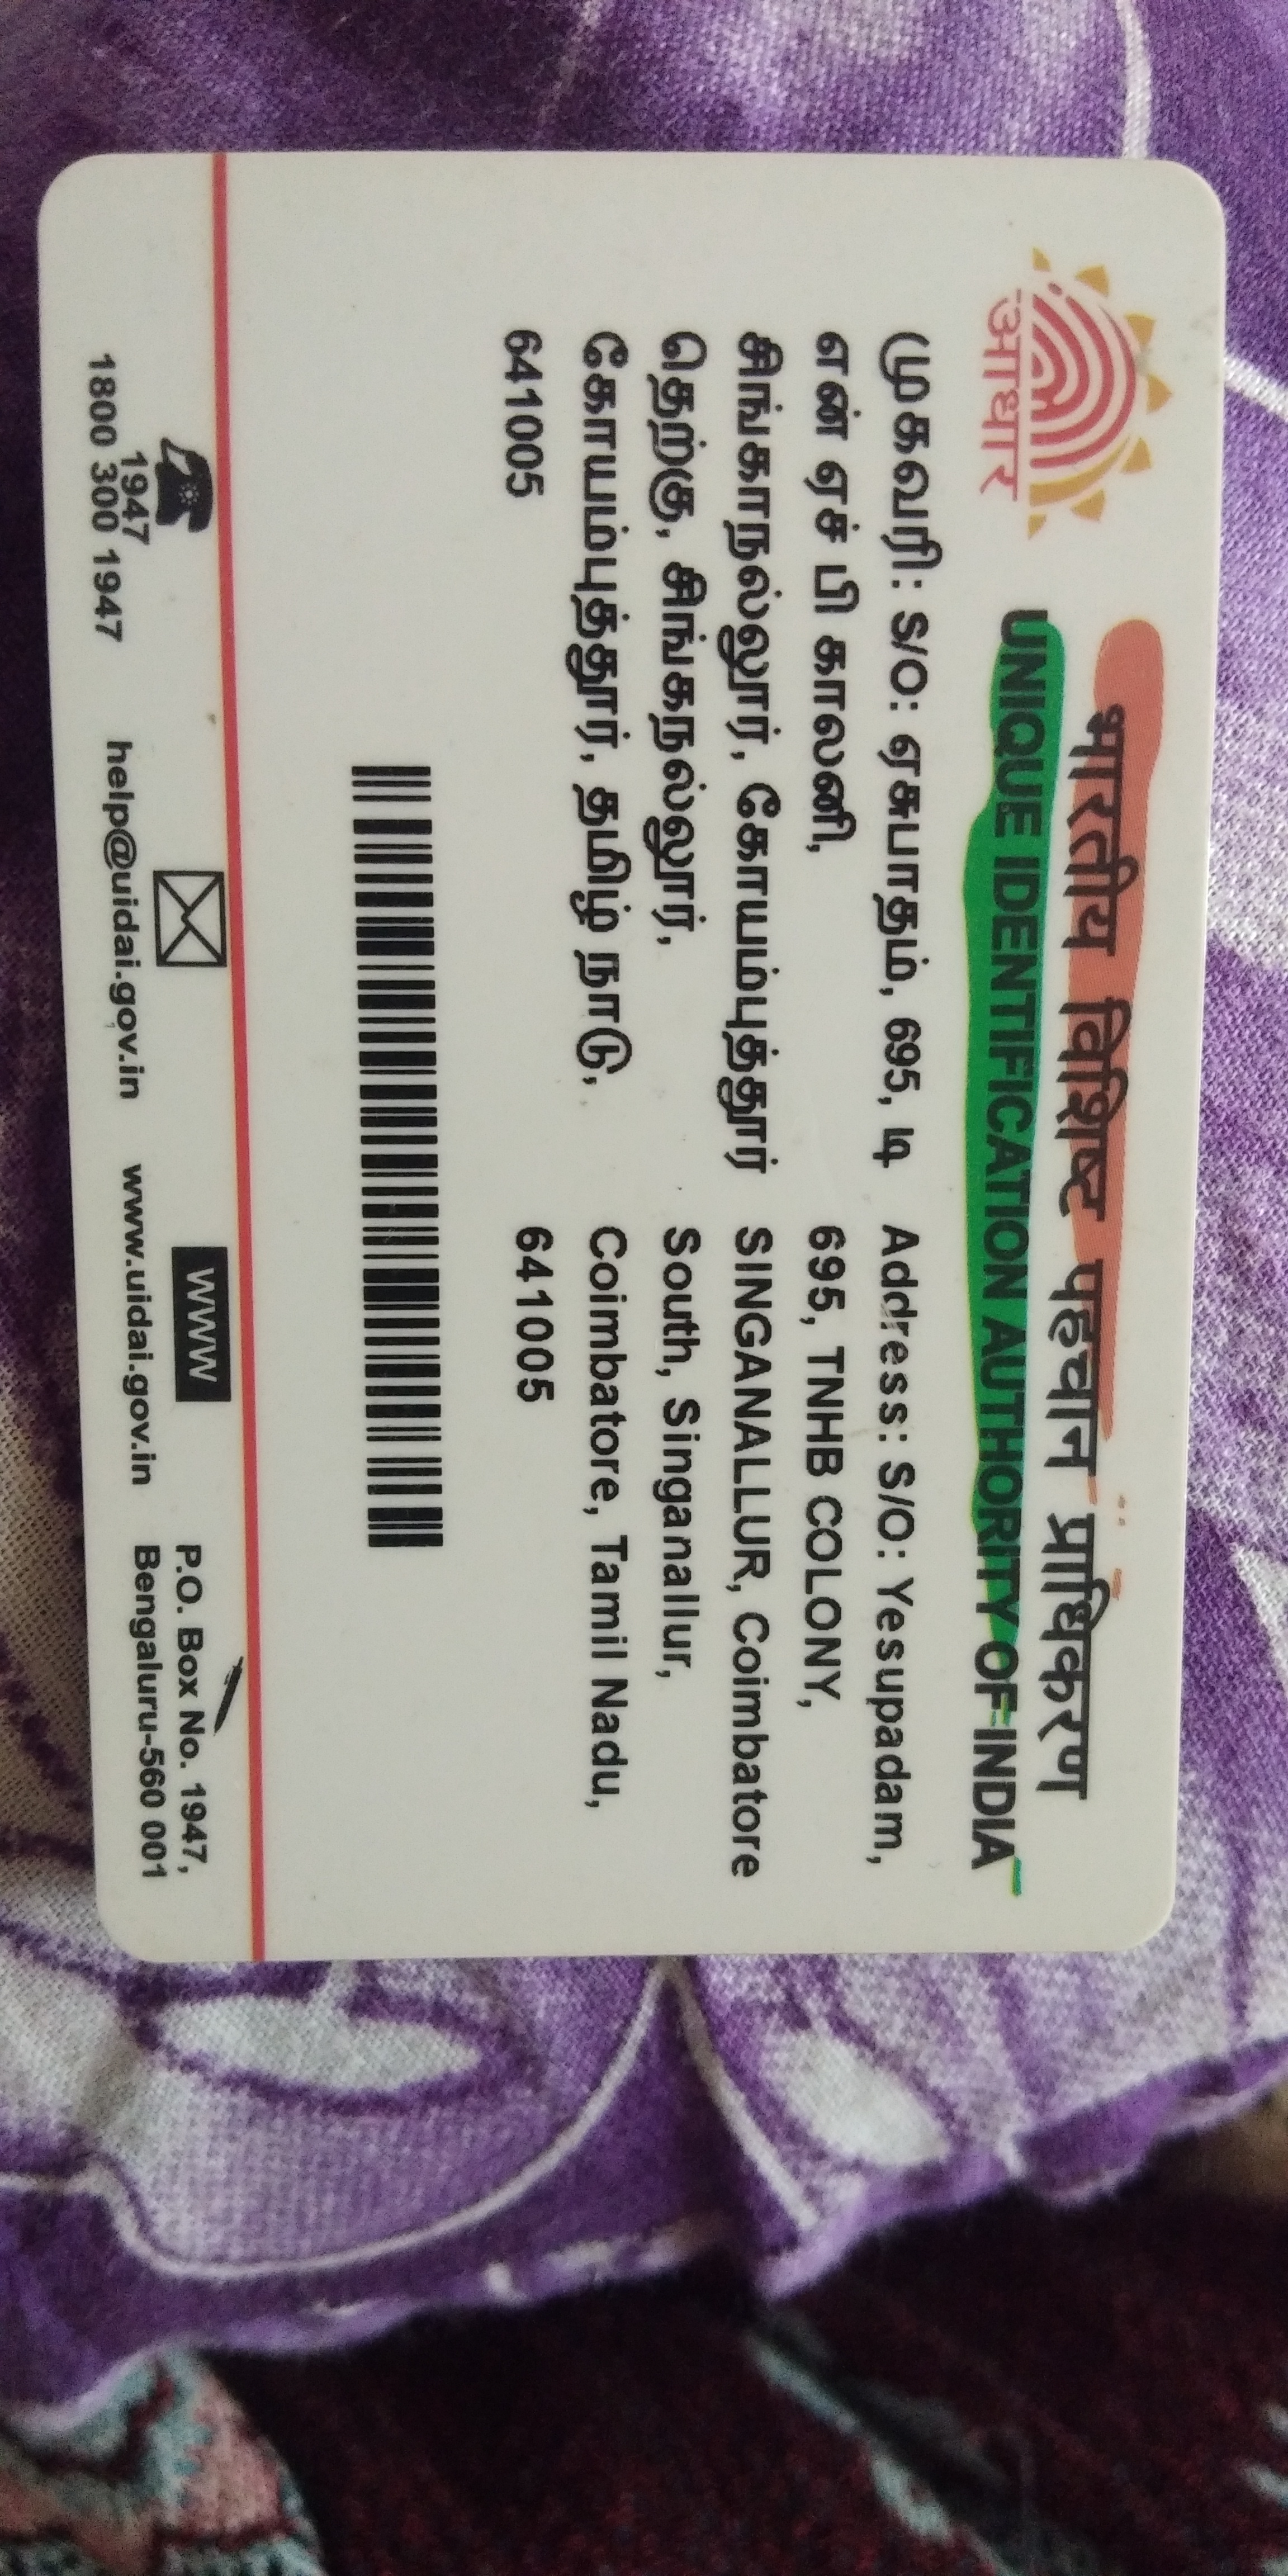 आधार
भारतीय विशिष्ट पहचान प्राधिकरण
UNIQUE IDENTIFICATION AUTHORITY OF INDIA
முகவரி: S/O: ஏசுபாதம், 695, டி
என் ஏச் பி காலனி,
சிங்காநல்லூர், கோயம்புத்தூர்
தெற்கு, சிங்கநல்லூர்,
கோயம்புத்தூர், தமிழ் நாடு,
641005
Address: S/O: Yesupadam,
695, TNHB COLONY,
SINGANALLUR, Coimbatore
South, Singanallur,
Coimbatore, Tamil Nadu,
641005
1947
1800 300 1947
help@uidai.gov.in
WWW
www.uidai.gov.in
P.O. Box No. 1947,
Bengaluru-560 001